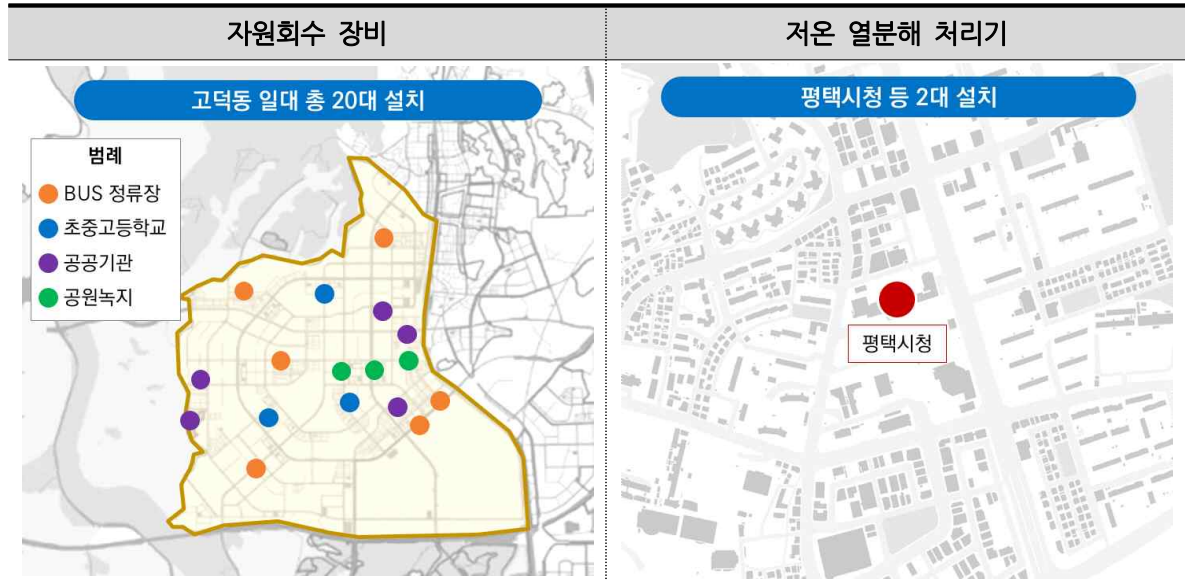 자원회수 장비
저온 열분해 처리기
고덕동 일대 총 20대 설치
범례
BUS 정류장
초중고등학교
공공기관
공원녹지
평택시청 등 2대 설치
평택시청